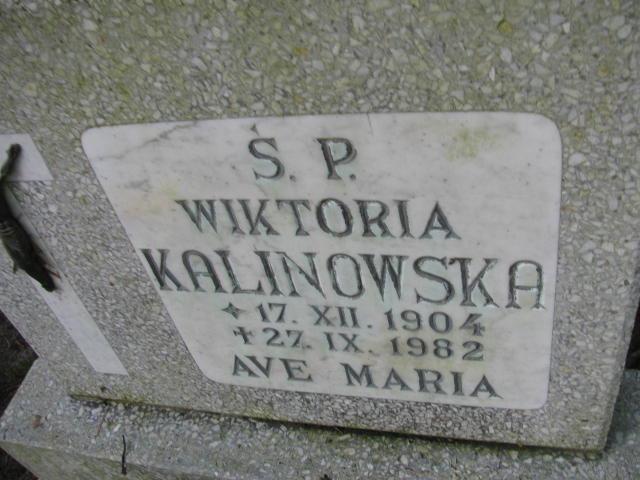 Ś. P.
WIKTORIA
KALINOWSKA
✦ 17. XII. 1904
✝ 27. IX. 1982
AVE MARIA